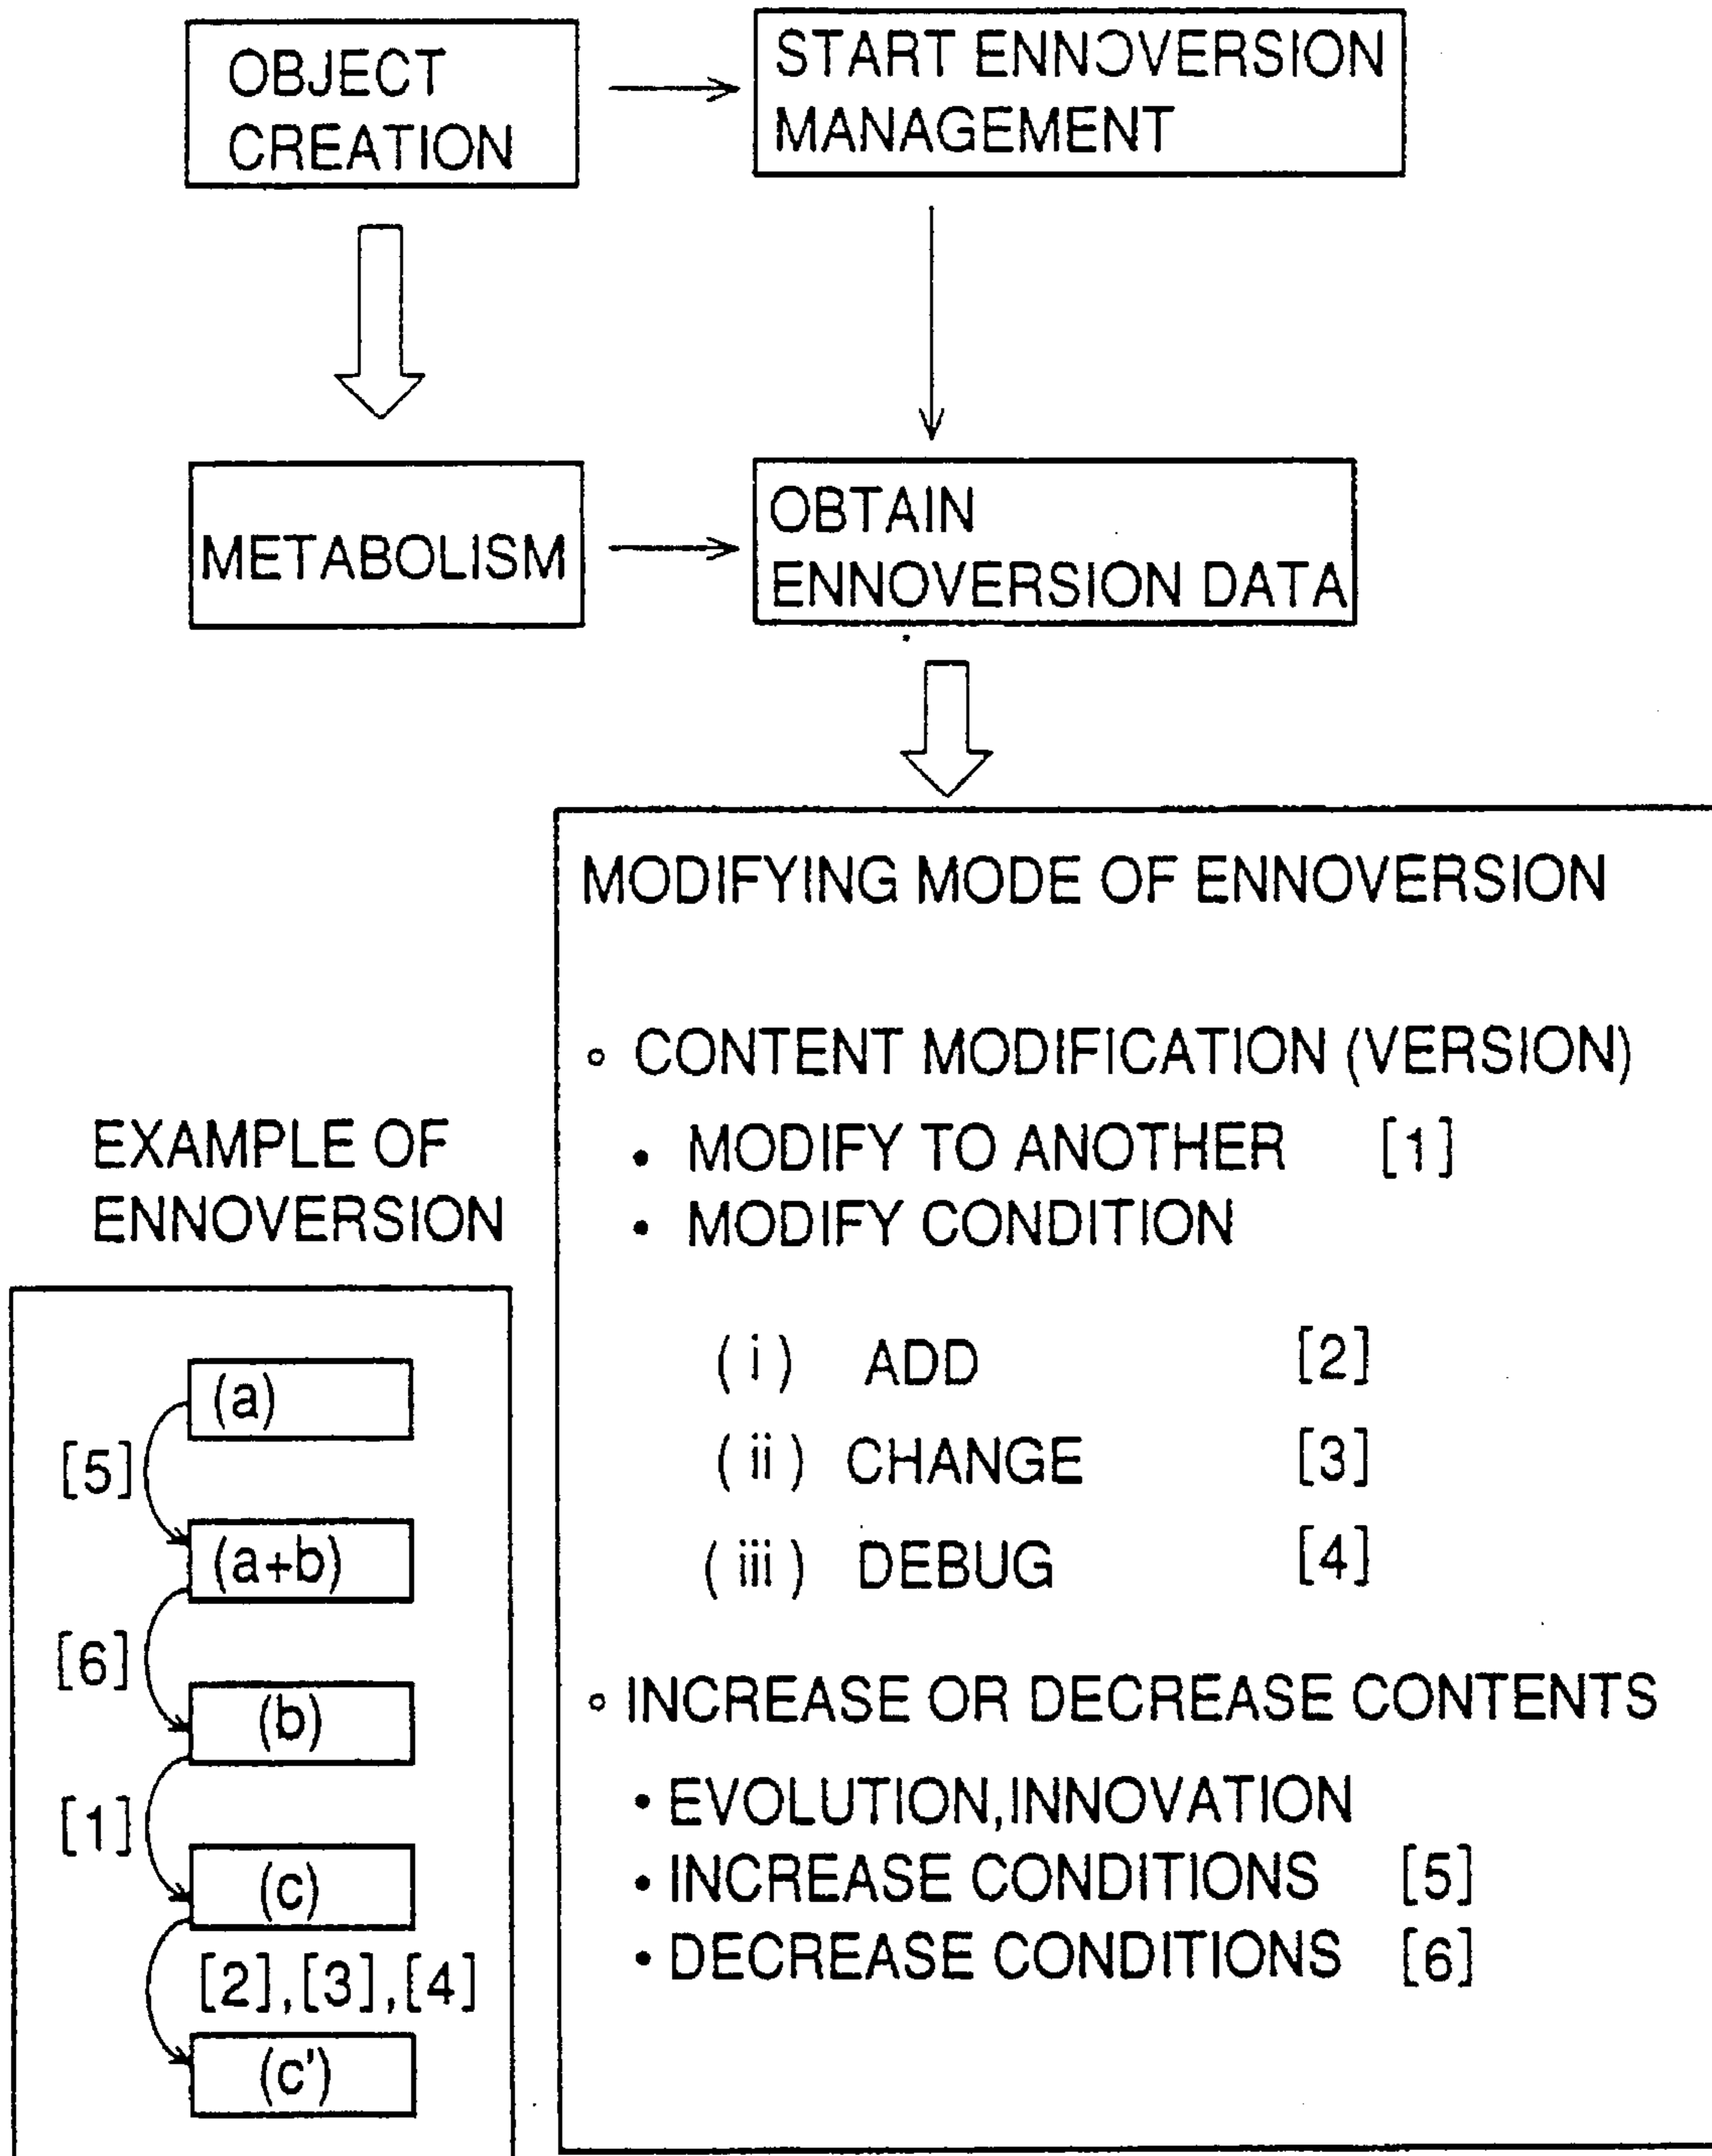 OBJECT
CREATION
START ENNOVERSION
MANAGEMENT
METABOLISM
OBTAIN
ENNOVERSION DATA
MODIFYING MODE OF ENNOVERSION
◦ CONTENT MODIFICATION (VERSION)
• MODIFY TO ANOTHER [1]
• MODIFY CONDITION
(i) ADD [2]
(ii) CHANGE [3]
(iii) DEBUG [4]
◦ INCREASE OR DECREASE CONTENTS
• EVOLUTION,INNOVATION
• INCREASE CONDITIONS [5]
• DECREASE CONDITIONS [6]
EXAMPLE OF
ENNOVERSION
(a)
[5]
(a+b)
[6]
(b)
[1]
(c)
[2],[3],[4]
(c')